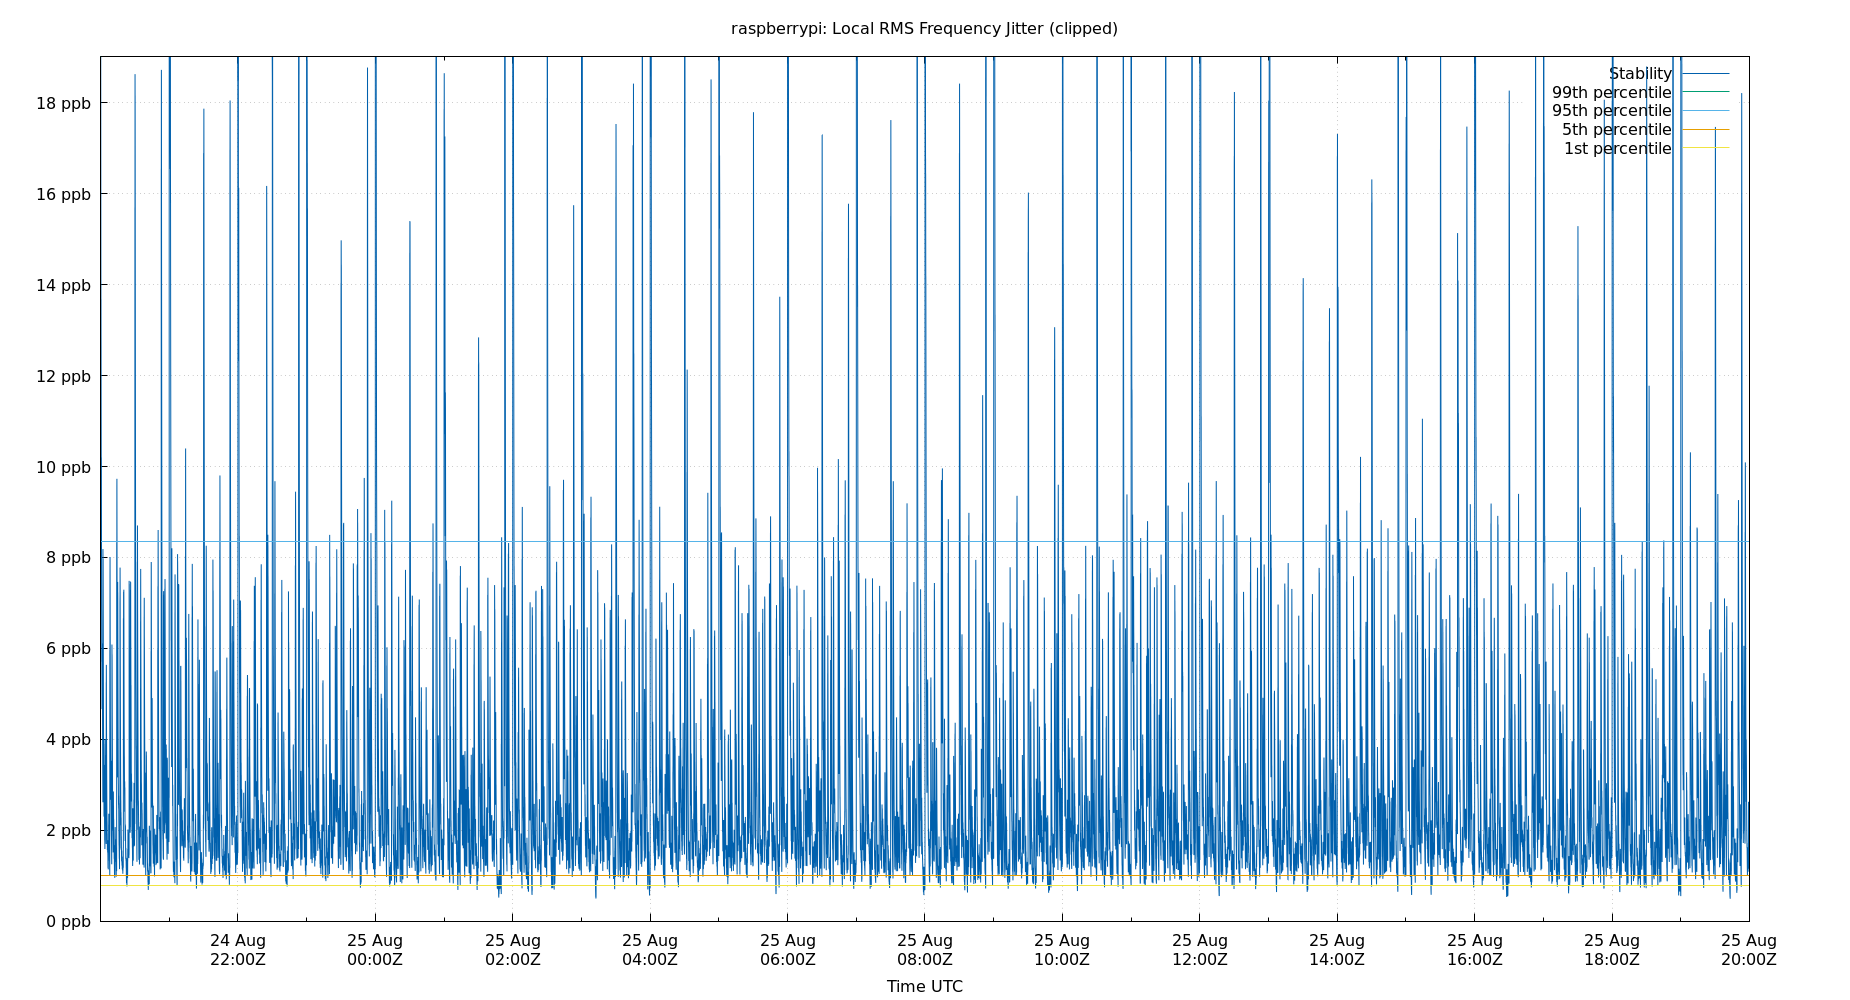 raspberrypi: Local RMS Frequency Jitter (clipped)
Stability
99th percentile
95th percentile
5th percentile
1st percentile
18 ppb
16 ppb
14 ppb
12 ppb
10 ppb
8 ppb
6 ppb
4 ppb
2 ppb
0 ppb
24 Aug 25 Aug 25 Aug 25 Aug 25 Aug 25 Aug 25 Aug 25 Aug 25 Aug 25 Aug 25 Aug 25 Aug
22:00Z 00:00Z 02:00Z 04:00Z 06:00Z 08:00Z 10:00Z 12:00Z 14:00Z 16:00Z 18:00Z 20:00Z
Time UTC